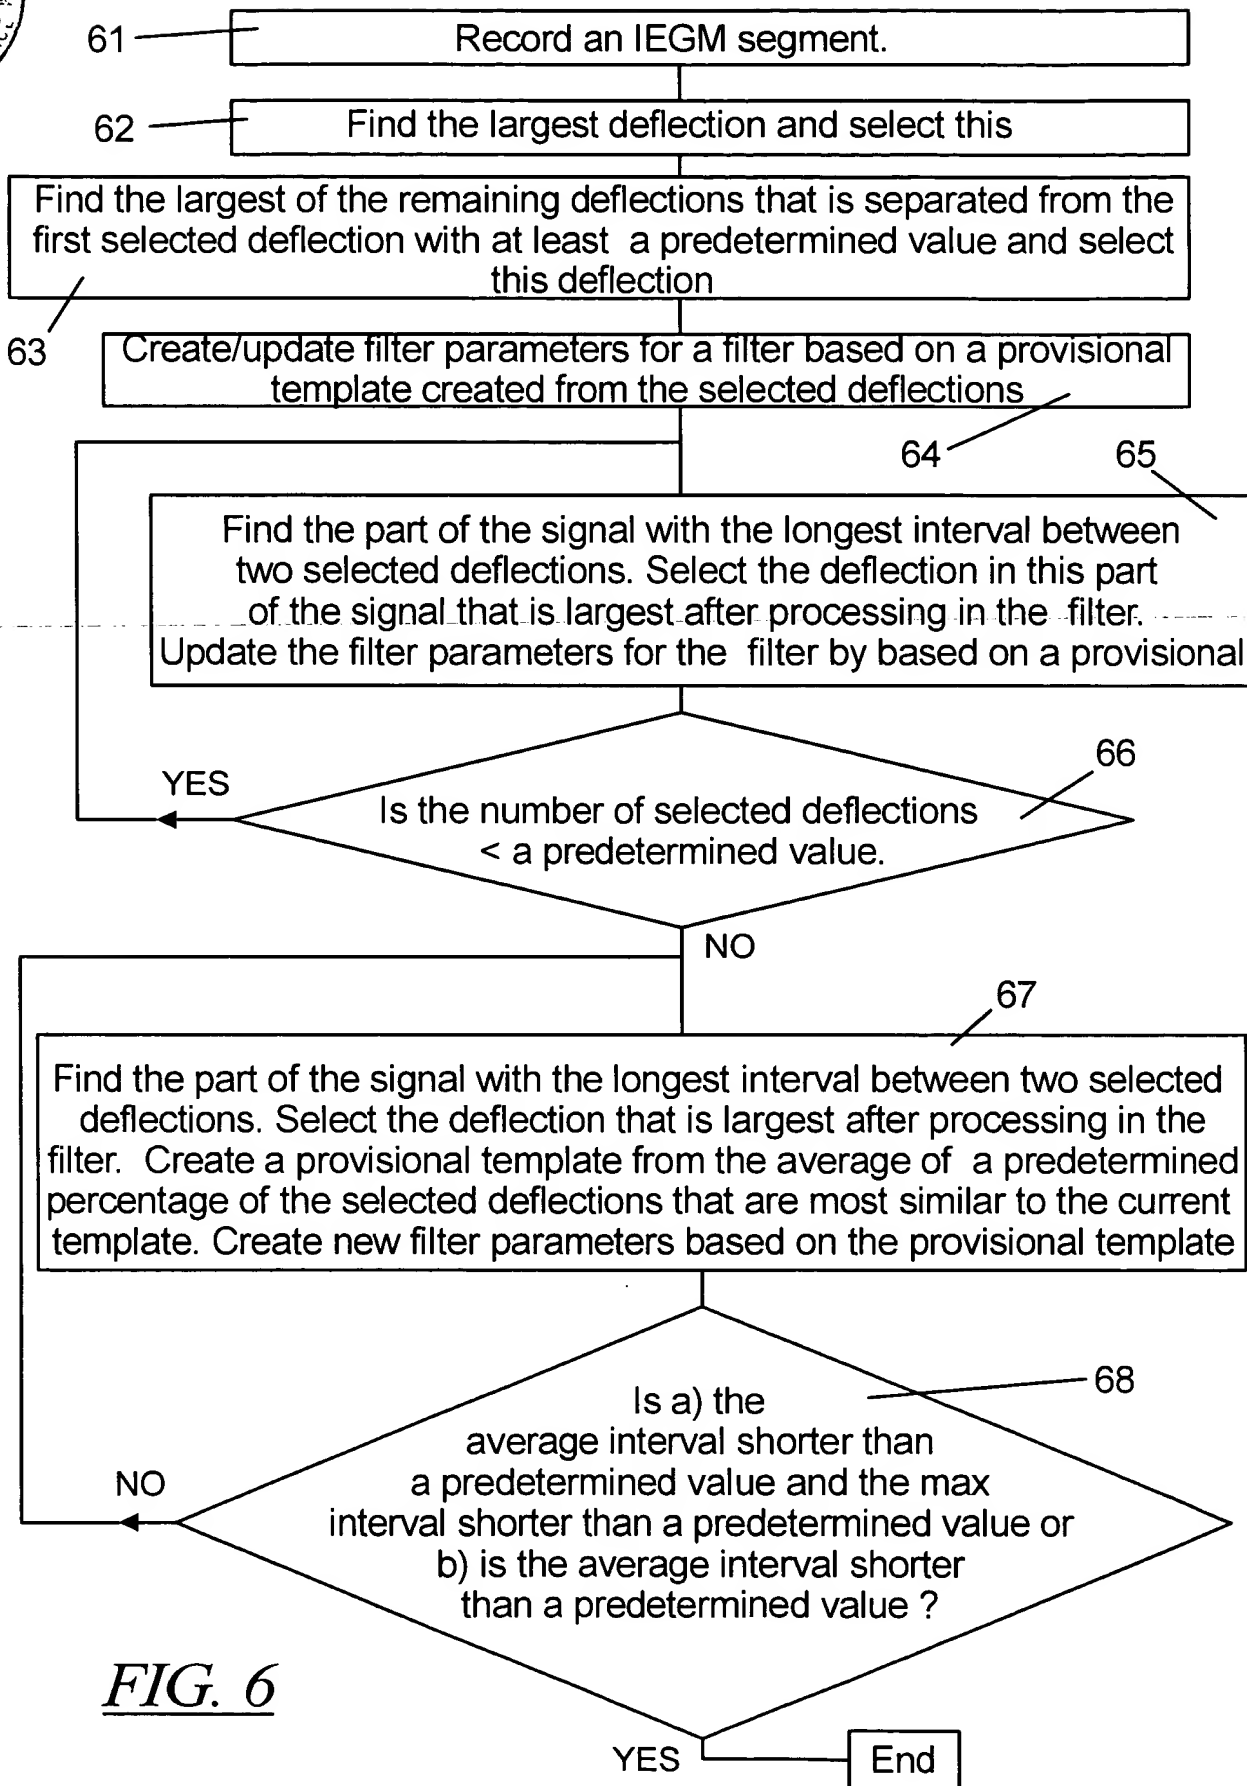 61
Record an IEGM segment.
62
Find the largest deflection and select this
Find the largest of the remaining deflections that is separated from the
first selected deflection with at least a predetermined value and select
this deflection
63
Create/update filter parameters for a filter based on a provisional
template created from the selected deflections
64
65
Find the part of the signal with the longest interval between
two selected deflections. Select the deflection in this part
of the signal that is largest after processing in the filter.
Update the filter parameters for the filter by based on a provisional
66
YES
Is the number of selected deflections
< a predetermined value.
NO
67
Find the part of the signal with the longest interval between two selected
deflections. Select the deflection that is largest after processing in the
filter. Create a provisional template from the average of a predetermined
percentage of the selected deflections that are most similar to the current
template. Create new filter parameters based on the provisional template
68
Is a) the
average interval shorter than
a predetermined value and the max
interval shorter than a predetermined value or
b) is the average interval shorter
than a predetermined value ?
NO
FIG. 6
YES
End